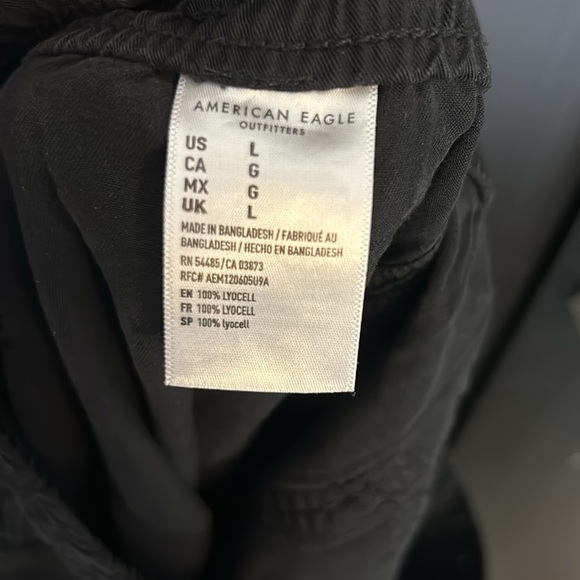 AMERICAN EAGLE
OUTFITTERS
US L
CA G
MX G
UK L
MADE IN BANGLADESH / FABRIQUÉ AU
BANGLADESH / HECHO EN BANGLADESH
RN 54485/CA 03873
RFC# AEM120605U9A
EN 100% LYOCELL
FR 100% LYOCELL
SP 100% lyocell